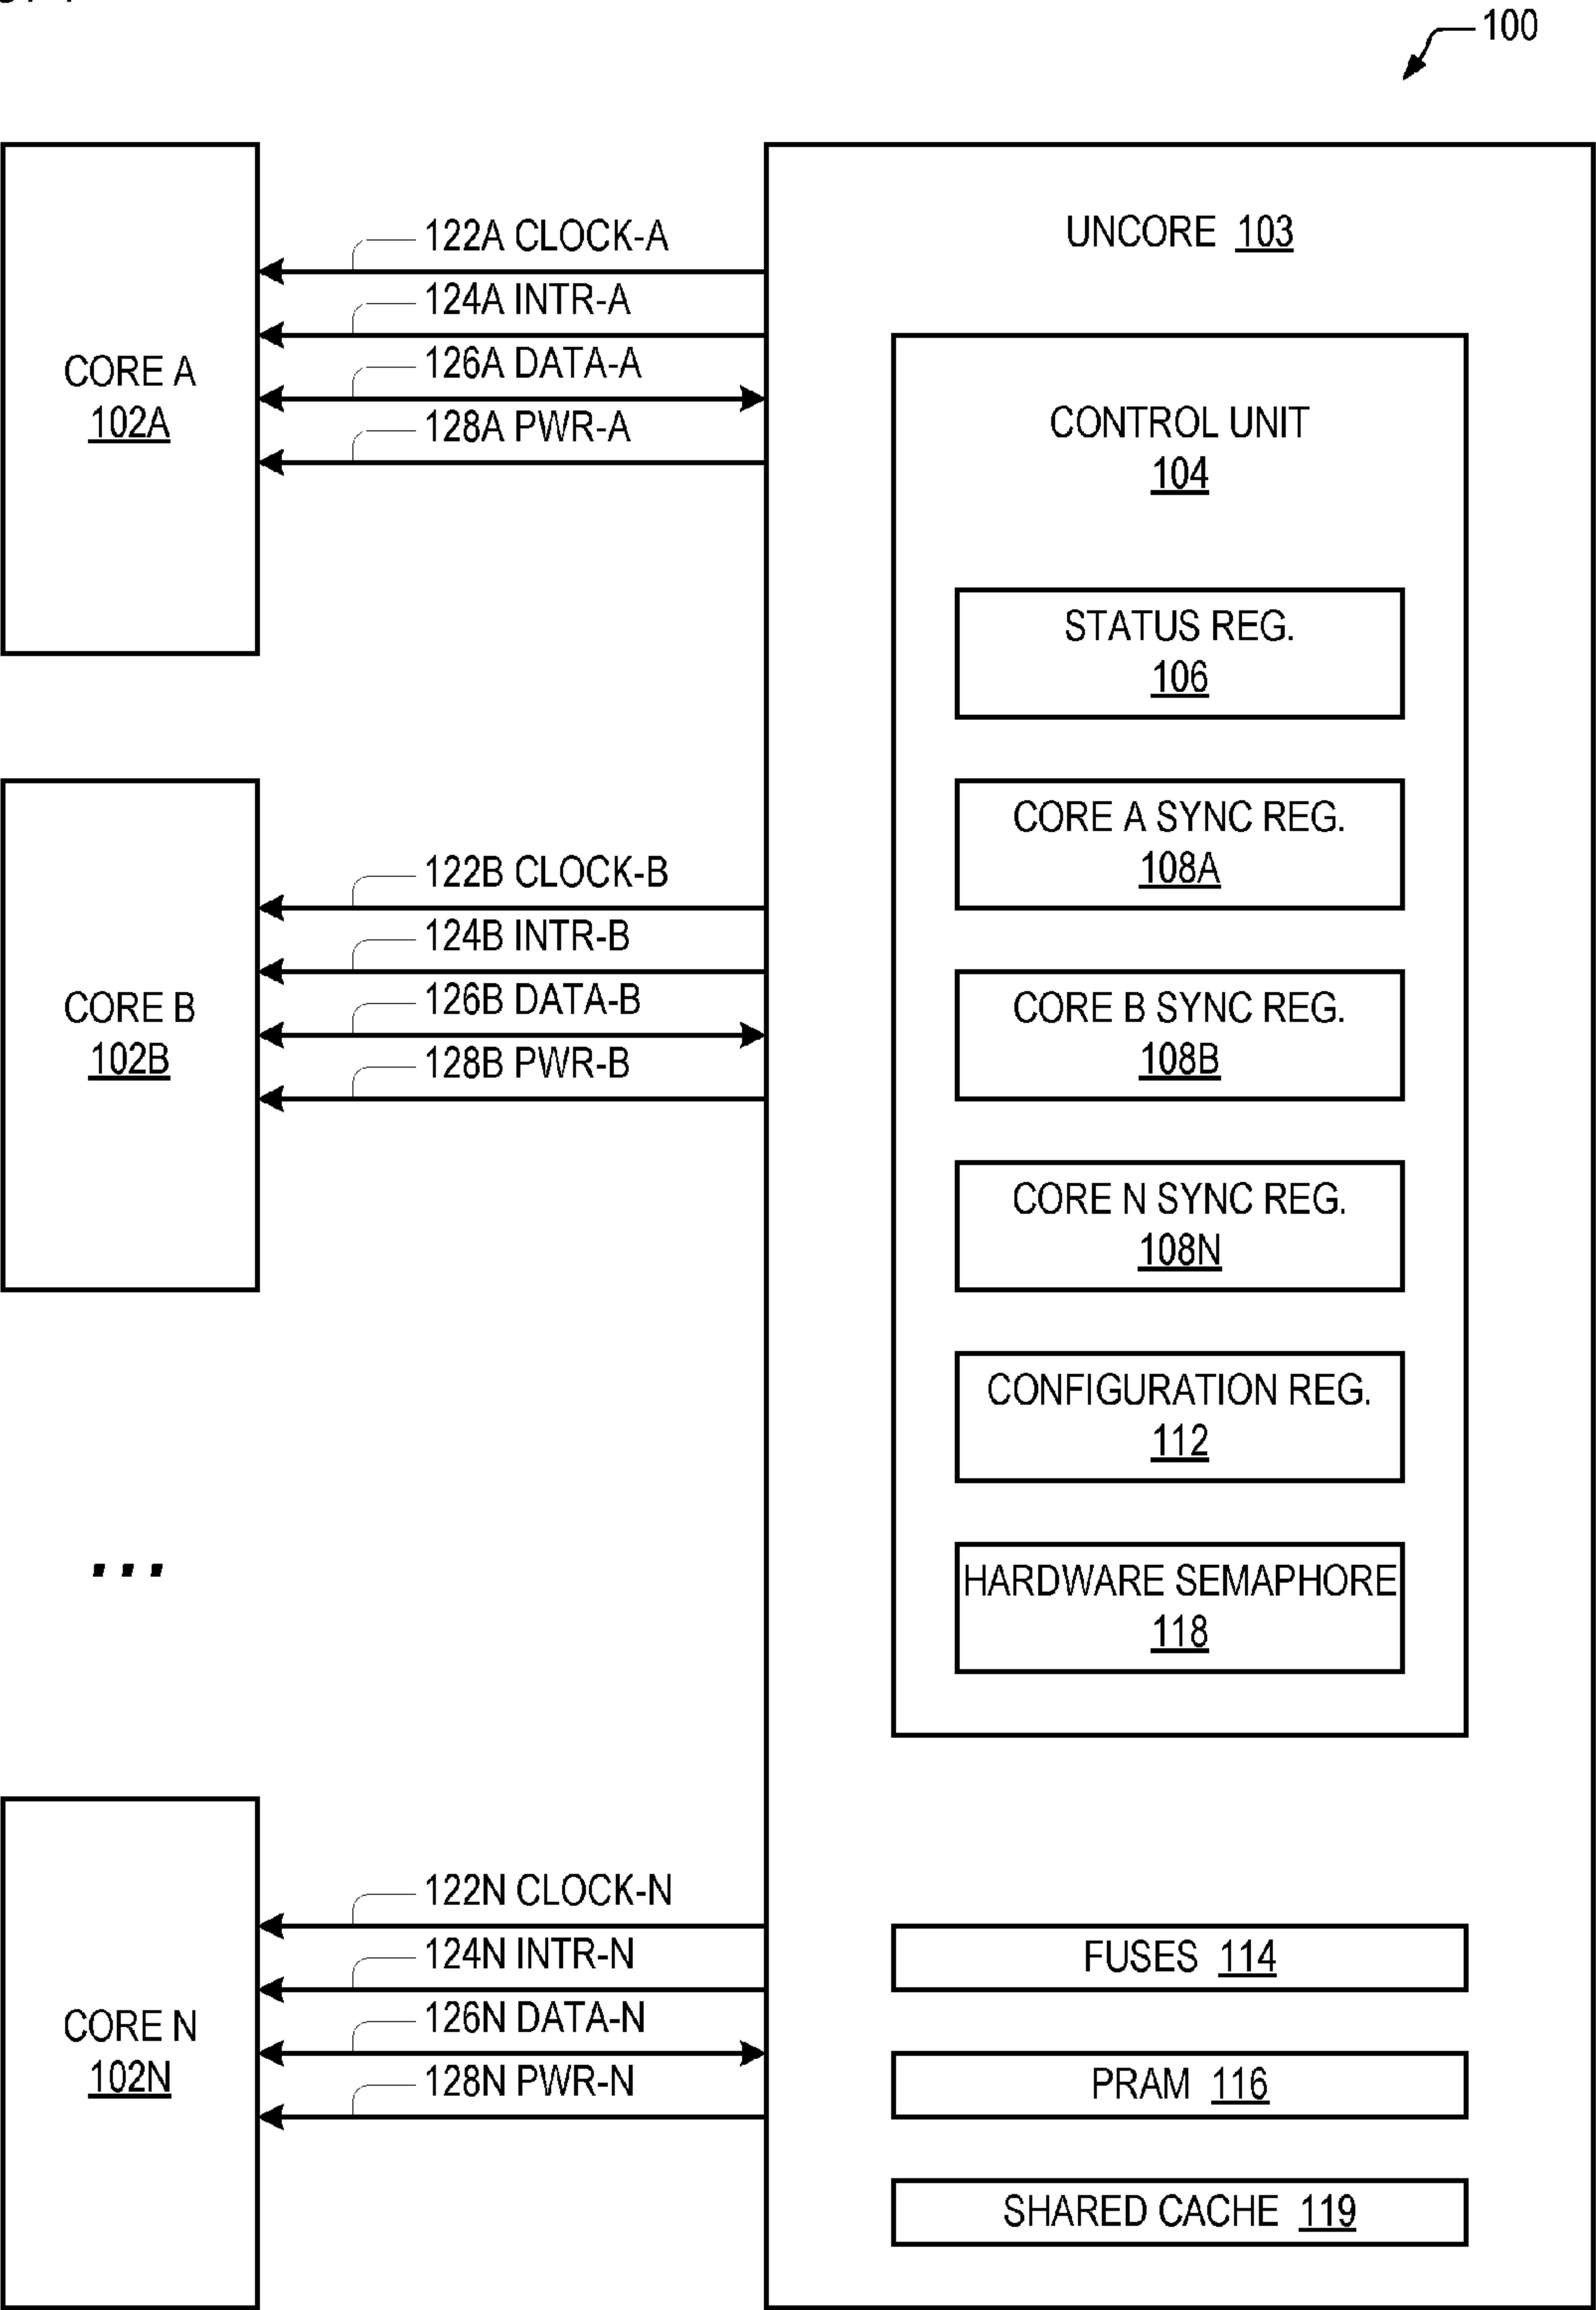 100
122A CLOCK-A
124A INTR-A
126A DATA-A
128A PWR-A
CORE A
102A
UNCORE 103
CONTROL UNIT
104
STATUS REG.
106
CORE A SYNC REG.
108A
CORE B SYNC REG.
108B
CORE N SYNC REG.
108N
CONFIGURATION REG.
112
HARDWARE SEMAPHORE
118
122B CLOCK-B
124B INTR-B
126B DATA-B
128B PWR-B
CORE B
102B
...
122N CLOCK-N
124N INTR-N
126N DATA-N
128N PWR-N
CORE N
102N
FUSES 114
PRAM 116
SHARED CACHE 119